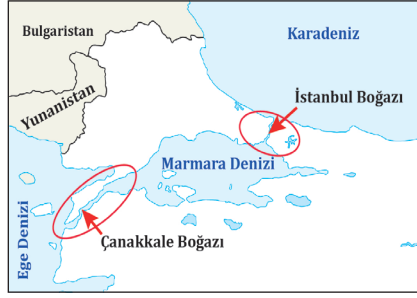 Bulgaristan
Karadeniz
Yunanistan
İstanbul Boğazı
Marmara Denizi
Ege Denizi
Çanakkale Boğazı